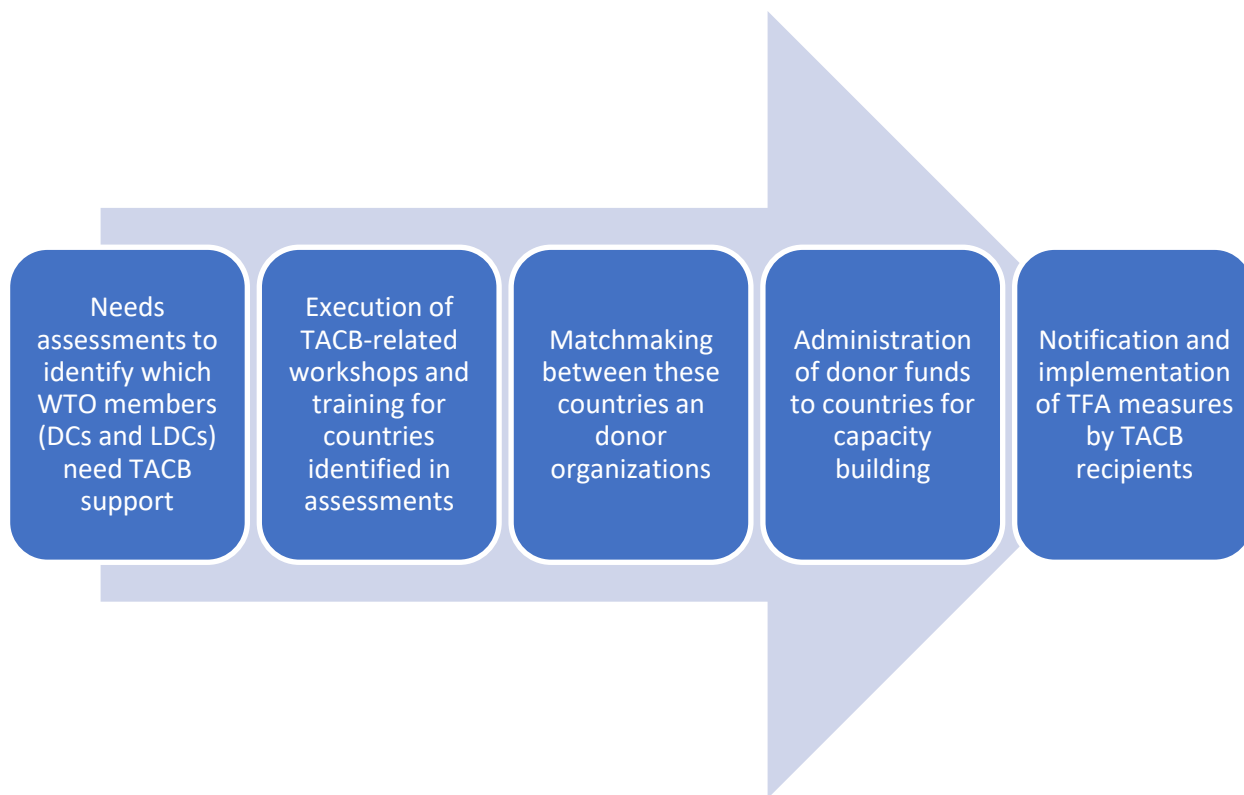 Needs
assessments to
identify which
WTO members
(DCs and LDCs)
need TACB
support
Execution of
TACB-related
workshops and
training for
countries
identified in
assessments
Matchmaking
between these
countries an
donor
organizations
Administration
of donor funds
to countries for
capacity
building
Notification and
implementation
of TFA measures
by TACB
recipients